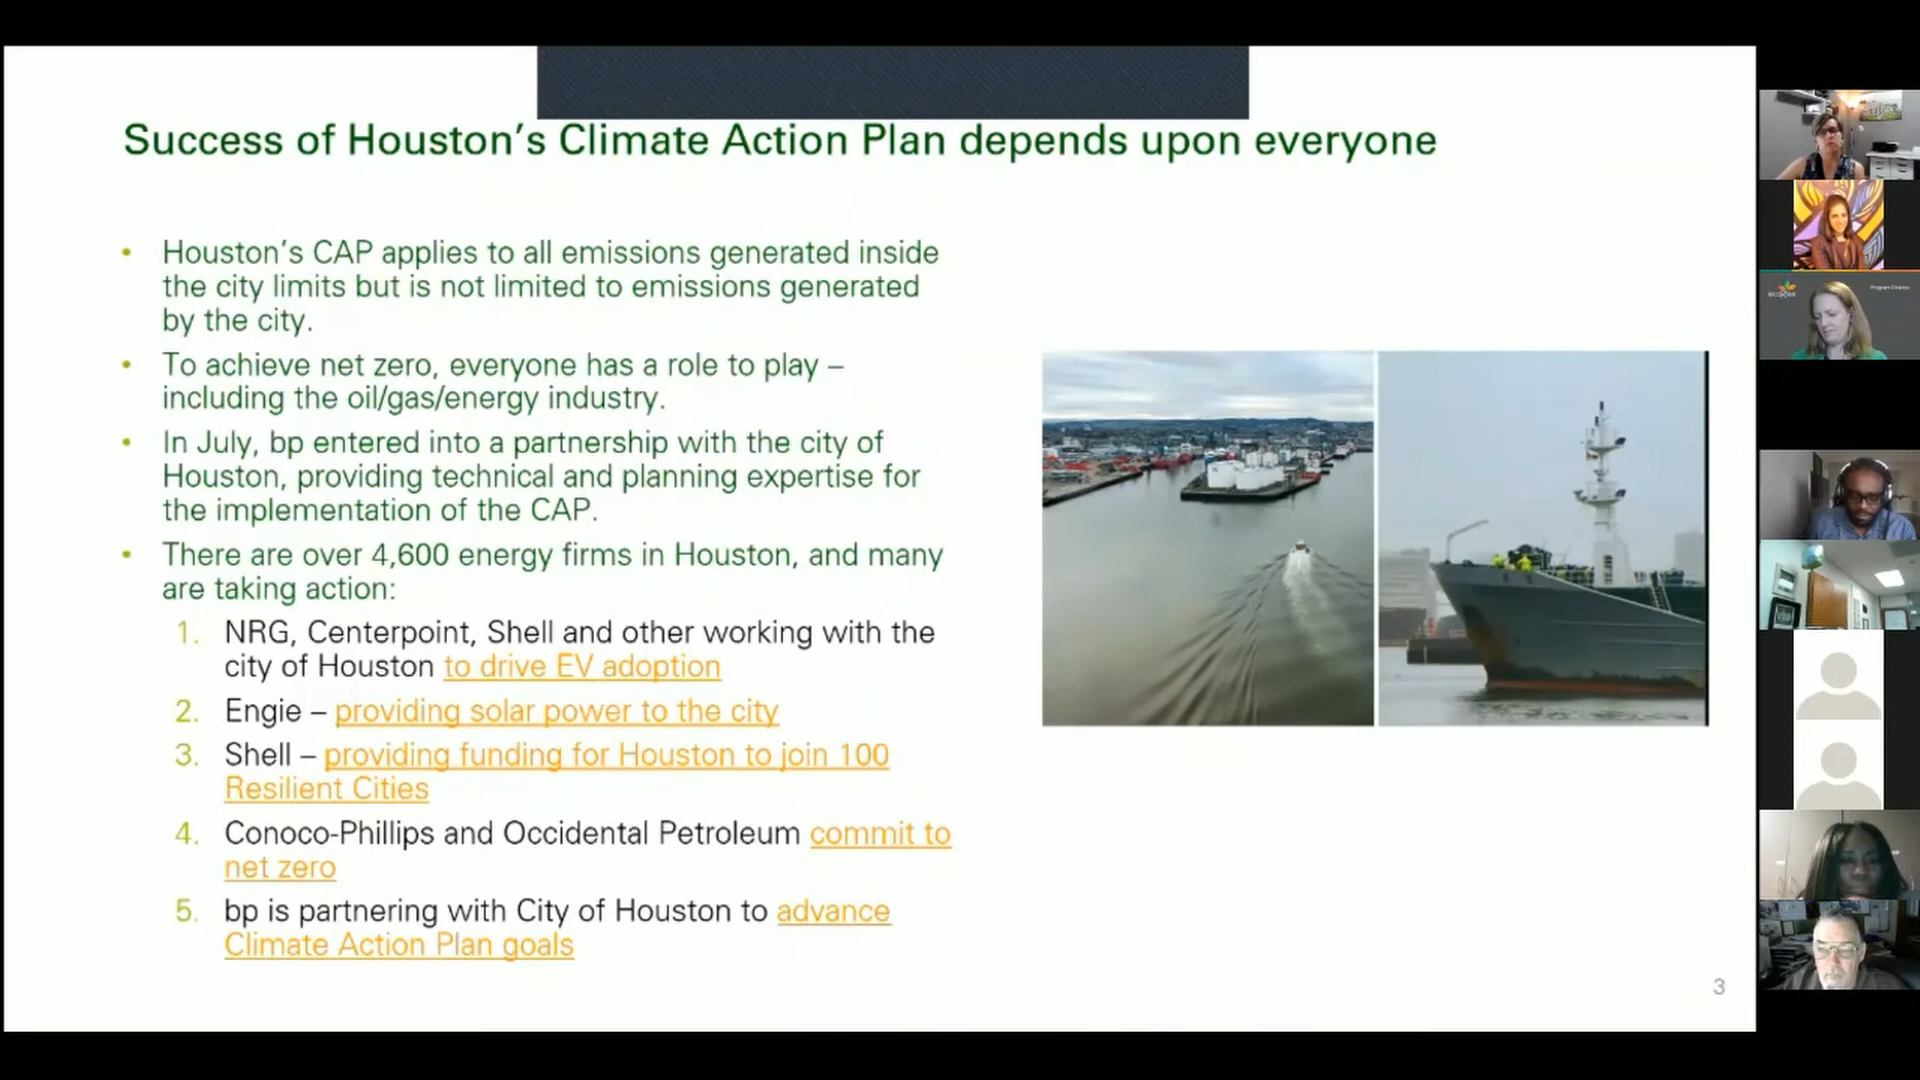 Success of Houston's Climate Action Plan depends upon everyone
• Houston's CAP applies to all emissions generated inside
the city limits but is not limited to emissions generated
by the city.
• To achieve net zero, everyone has a role to play –
including the oil/gas/energy industry.
• In July, bp entered into a partnership with the city of
Houston, providing technical and planning expertise for
the implementation of the CAP.
• There are over 4,600 energy firms in Houston, and many
are taking action:
1. NRG, Centerpoint, Shell and other working with the
city of Houston to drive EV adoption
2. Engie – providing solar power to the city
3. Shell – providing funding for Houston to join 100
Resilient Cities
4. Conoco-Phillips and Occidental Petroleum commit to
net zero
5. bp is partnering with City of Houston to advance
Climate Action Plan goals
3